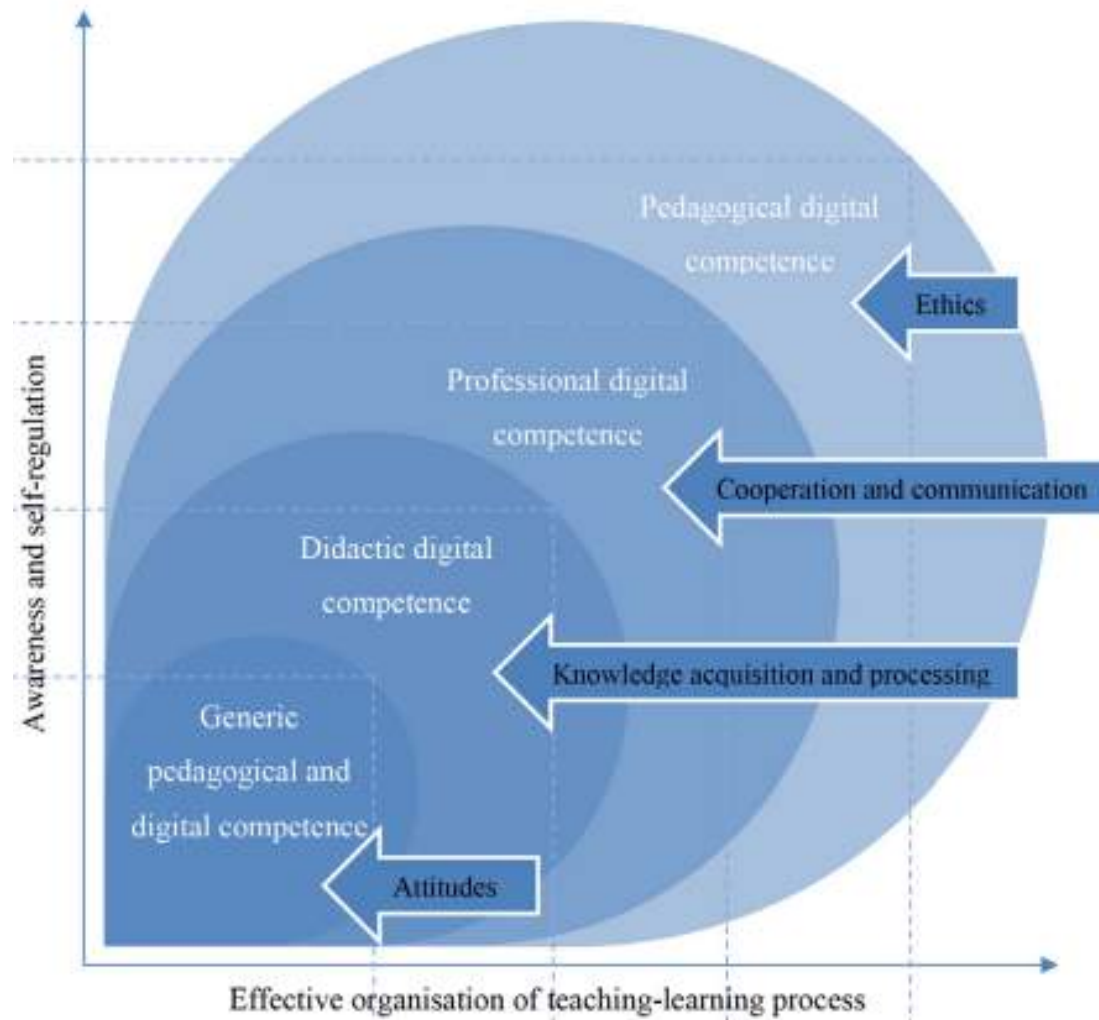 Pedagogical digital
competence
Ethics
Professional digital
competence
Cooperation and communication
Didactic digital
competence
Knowledge acquisition and processing
Generic
pedagogical and
digital competence
Attitudes
Awareness and self-regulation
Effective organisation of teaching-learning process